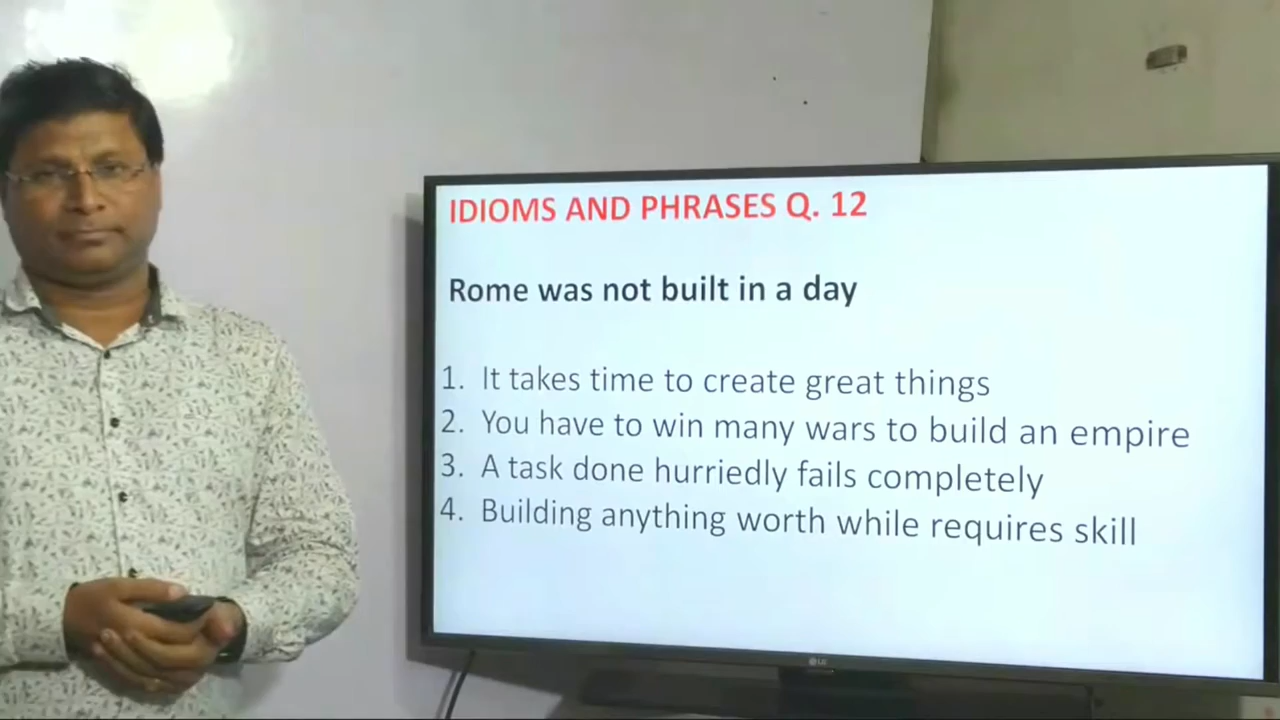 IDIOMS AND PHRASES Q. 12
Rome was not built in a day
1. It takes time to create great things
2. You have to win many wars to build an empire
3. A task done hurriedly fails completely
4. Building anything worth while requires skill
LG